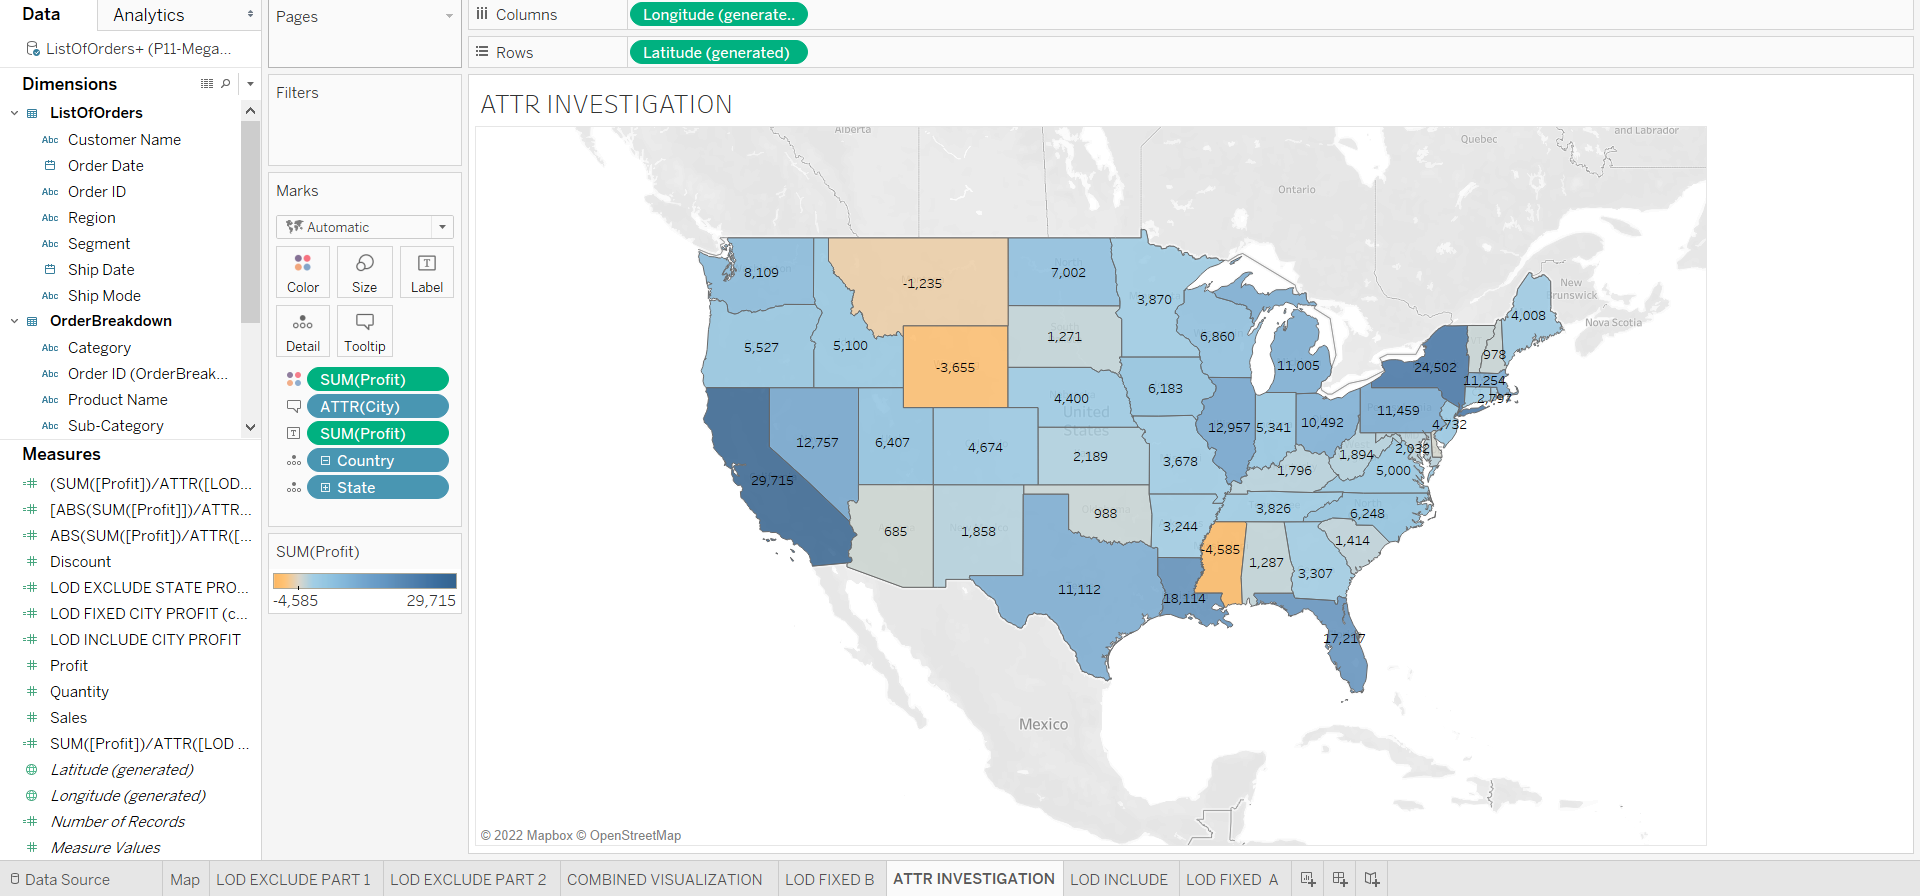 Data
Analytics
ListOfOrders+ (P11-Mega...
Dimensions
ListOfOrders
Abc Customer Name
Order Date
Abc Order ID
Abc Region
Abc Segment
Ship Date
Abc Ship Mode
OrderBreakdown
Abc Category
Abc Order ID (OrderBreak...
Abc Product Name
Abc Sub-Category
Measures
(SUM([Profit])/ATTR([LOD...
[ABS(SUM([Profit]])/ATTR...
ABS(SUM([Profit])/ATTR([...
Discount
LOD EXCLUDE STATE PRO...
LOD FIXED CITY PROFIT (c...
LOD INCLUDE CITY PROFIT
Profit
Quantity
Sales
SUM([Profit])/ATTR([LOD ...
Latitude (generated)
Longitude (generated)
Number of Records
Measure Values
Pages
Filters
Marks
Automatic
Color
Size
Label
Detail
Tooltip
SUM(Profit)
ATTR(City)
SUM(Profit)
Country
State
SUM(Profit)
-4,585 29,715
Columns Longitude (generate..
Rows Latitude (generated)
ATTR INVESTIGATION
Alberta
Quebec
and Labrador
Ontario
New
Brunswick
Nova Scotia
United
States
Mexico
8,109
-1,235
7,002
3,870
4,008
5,527
5,100
1,271
6,860
978
-3,655
11,005
24,502
11,254
6,183
4,400
2,797
11,459
12,757
6,407
4,674
12,957
5,341
10,492
4,732
2,189
3,678
1,894
2,032
1,796
5,000
29,715
685
1,858
988
3,244
3,826
6,248
-4,585
1,287
3,307
1,414
11,112
18,114
17,217
© 2022 Mapbox © OpenStreetMap
Data Source
Map
LOD EXCLUDE PART 1
LOD EXCLUDE PART 2
COMBINED VISUALIZATION
LOD FIXED B
ATTR INVESTIGATION
LOD INCLUDE
LOD FIXED A